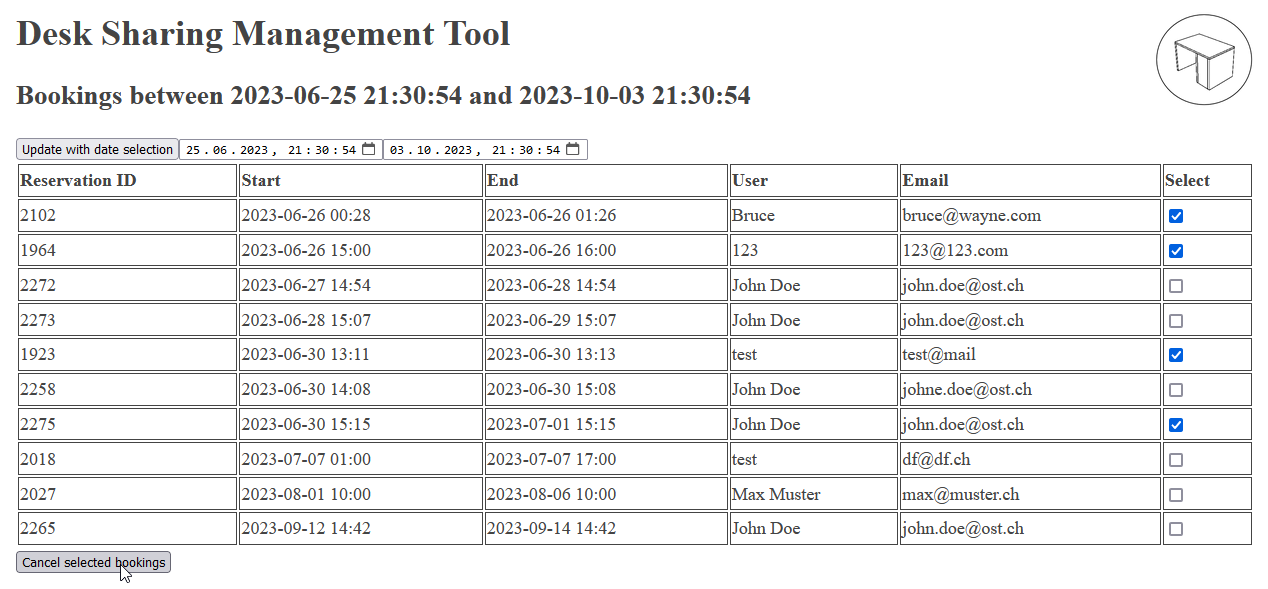 Desk Sharing Management Tool
Bookings between 2023-06-25 21:30:54 and 2023-10-03 21:30:54
Update with date selection 25.06.2023, 21:30:54 03.10.2023, 21:30:54
Reservation ID Start End User Email Select
2102 2023-06-26 00:28 2023-06-26 01:26 Bruce bruce@wayne.com
1964 2023-06-26 15:00 2023-06-26 16:00 123 123@123.com
2272 2023-06-27 14:54 2023-06-28 14:54 John Doe john.doe@ost.ch
2273 2023-06-28 15:07 2023-06-29 15:07 John Doe john.doe@ost.ch
1923 2023-06-30 13:11 2023-06-30 13:13 test test@mail
2258 2023-06-30 14:08 2023-06-30 15:08 John Doe johne.doe@ost.ch
2275 2023-06-30 15:15 2023-07-01 15:15 John Doe john.doe@ost.ch
2018 2023-07-07 01:00 2023-07-07 17:00 test df@df.ch
2027 2023-08-01 10:00 2023-08-06 10:00 Max Muster max@muster.ch
2265 2023-09-12 14:42 2023-09-14 14:42 John Doe john.doe@ost.ch
Cancel selected bookings